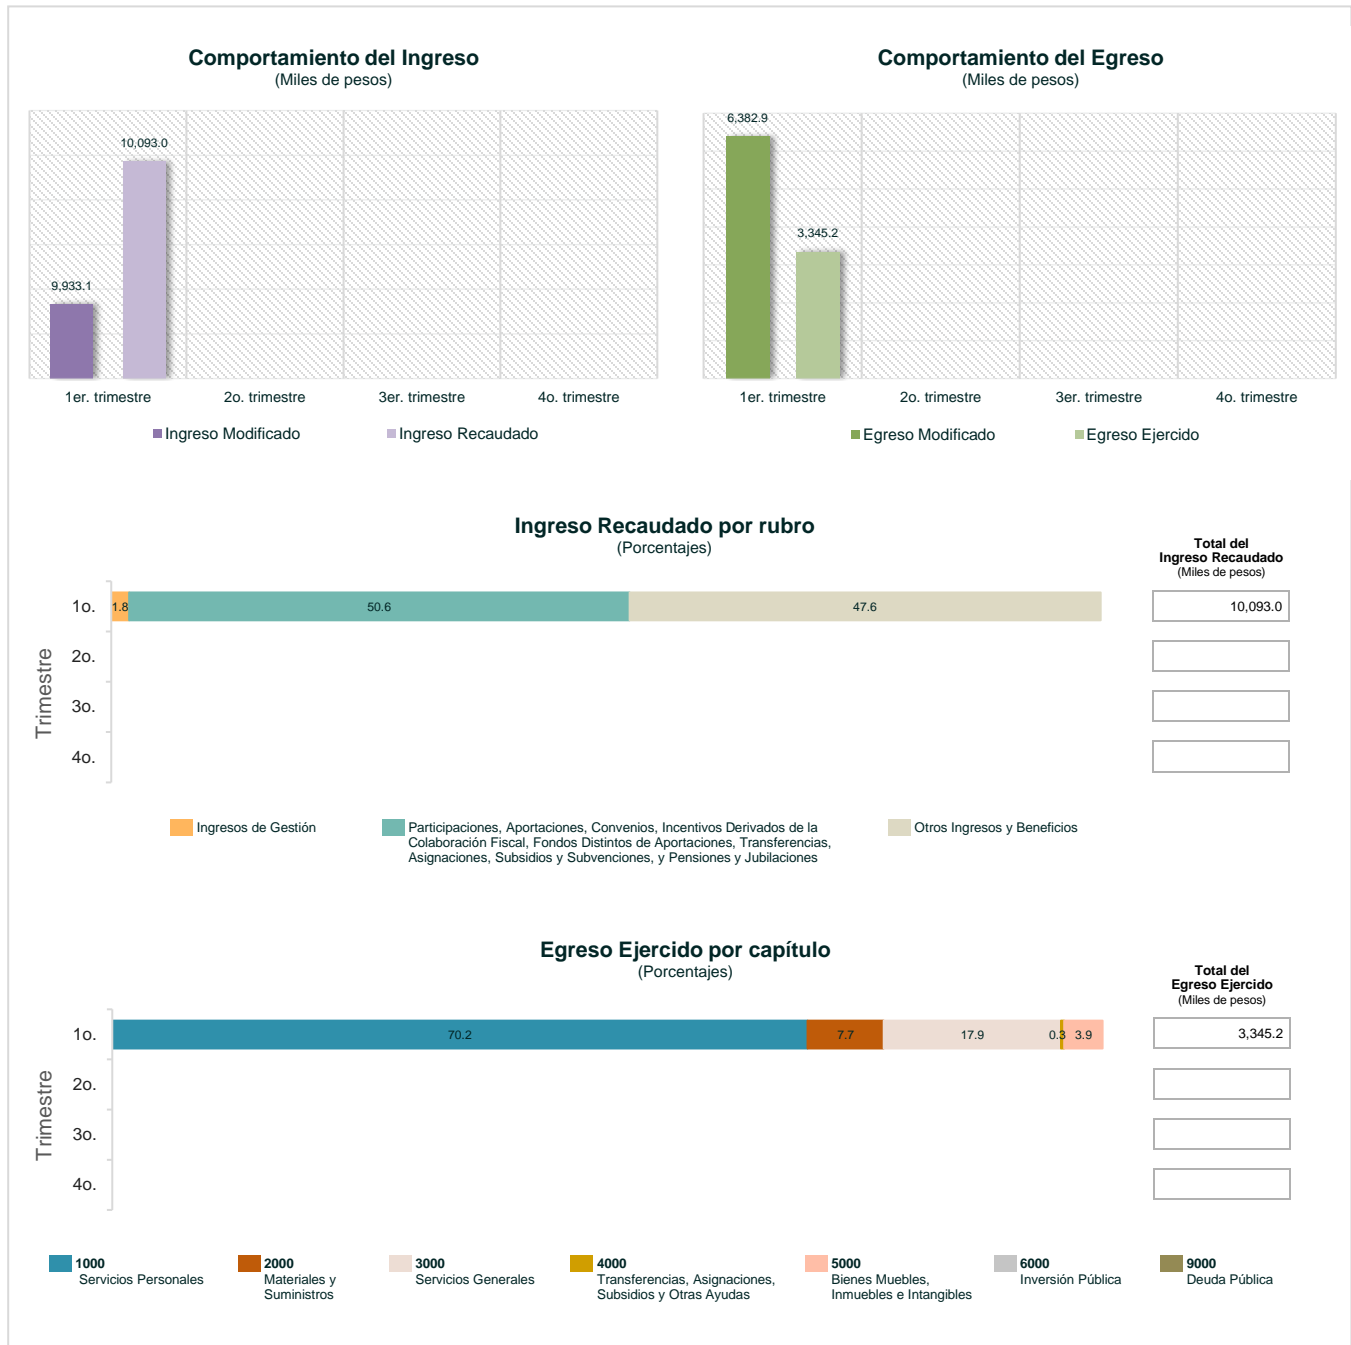 Comportamiento del Ingreso
(Miles de pesos)
10,093.0
9,933.1
1er. trimestre
2o. trimestre
3er. trimestre
4o. trimestre
Ingreso Modificado
Ingreso Recaudado
Comportamiento del Egreso
(Miles de pesos)
6,382.9
3,345.2
1er. trimestre
2o. trimestre
3er. trimestre
4o. trimestre
Egreso Modificado
Egreso Ejercido
Ingreso Recaudado por rubro
(Porcentajes)
Total del
Ingreso Recaudado
(Miles de pesos)
Trimestre
1o.
1.8
50.6
47.6
10,093.0
2o.
3o.
4o.
Ingresos de Gestión
Participaciones, Aportaciones, Convenios, Incentivos Derivados de la
Colaboración Fiscal, Fondos Distintos de Aportaciones, Transferencias,
Asignaciones, Subsidios y Subvenciones, y Pensiones y Jubilaciones
Otros Ingresos y Beneficios
Egreso Ejercido por capítulo
(Porcentajes)
Total del
Egreso Ejercido
(Miles de pesos)
Trimestre
1o.
70.2
7.7
17.9
0.3
3.9
3,345.2
2o.
3o.
4o.
1000
Servicios Personales
2000
Materiales y
Suministros
3000
Servicios Generales
4000
Transferencias, Asignaciones,
Subsidios y Otras Ayudas
5000
Bienes Muebles,
Inmuebles e Intangibles
6000
Inversión Pública
9000
Deuda Pública